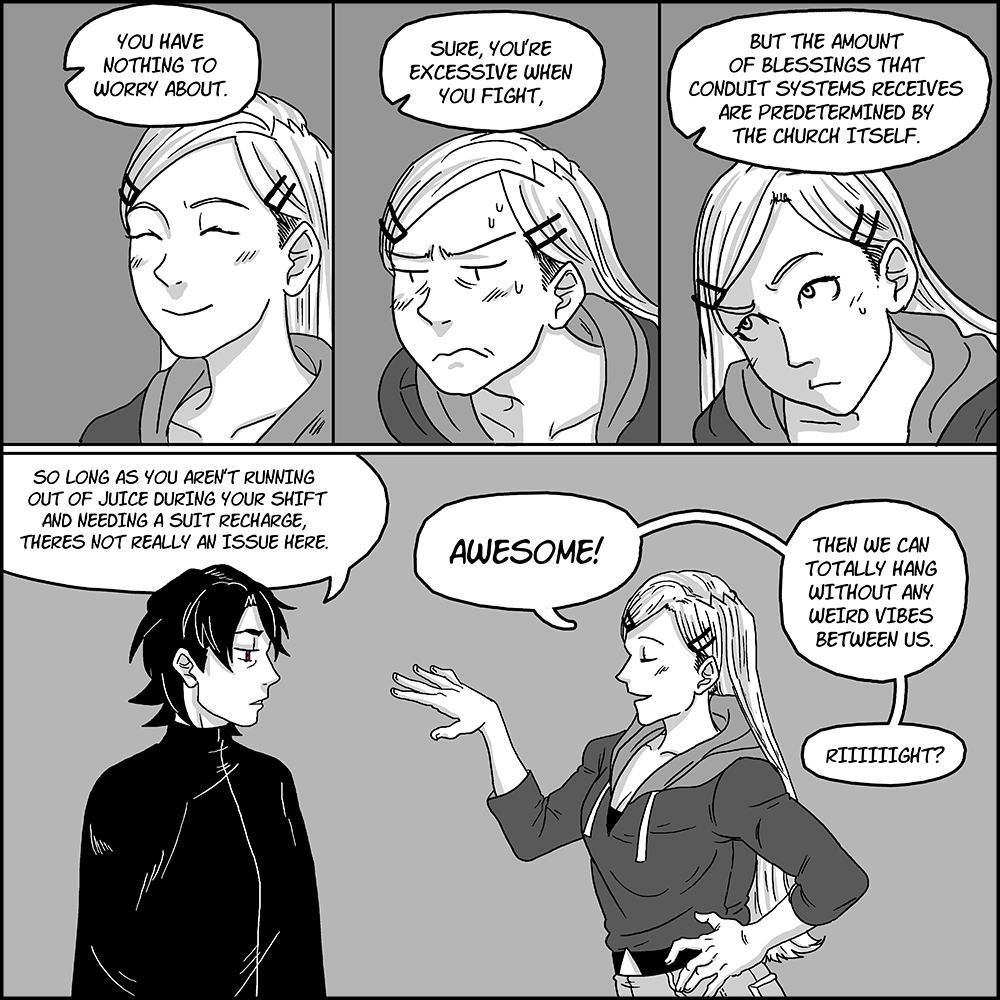 YOU HAVE
NOTHING TO
WORRY ABOUT.
SURE, YOU'RE
EXCESSIVE WHEN
YOU FIGHT,
BUT THE AMOUNT
OF BLESSINGS THAT
CONDUIT SYSTEMS RECEIVES
ARE PREDETERMINED BY
THE CHURCH ITSELF.
SO LONG AS YOU AREN'T RUNNING
OUT OF JUICE DURING YOUR SHIFT
AND NEEDING A SUIT RECHARGE,
THERES NOT REALLY AN ISSUE HERE.
AWESOME!
THEN WE CAN
TOTALLY HANG
WITHOUT ANY
WEIRD VIBES
BETWEEN US.
RIIIIIIGHT?